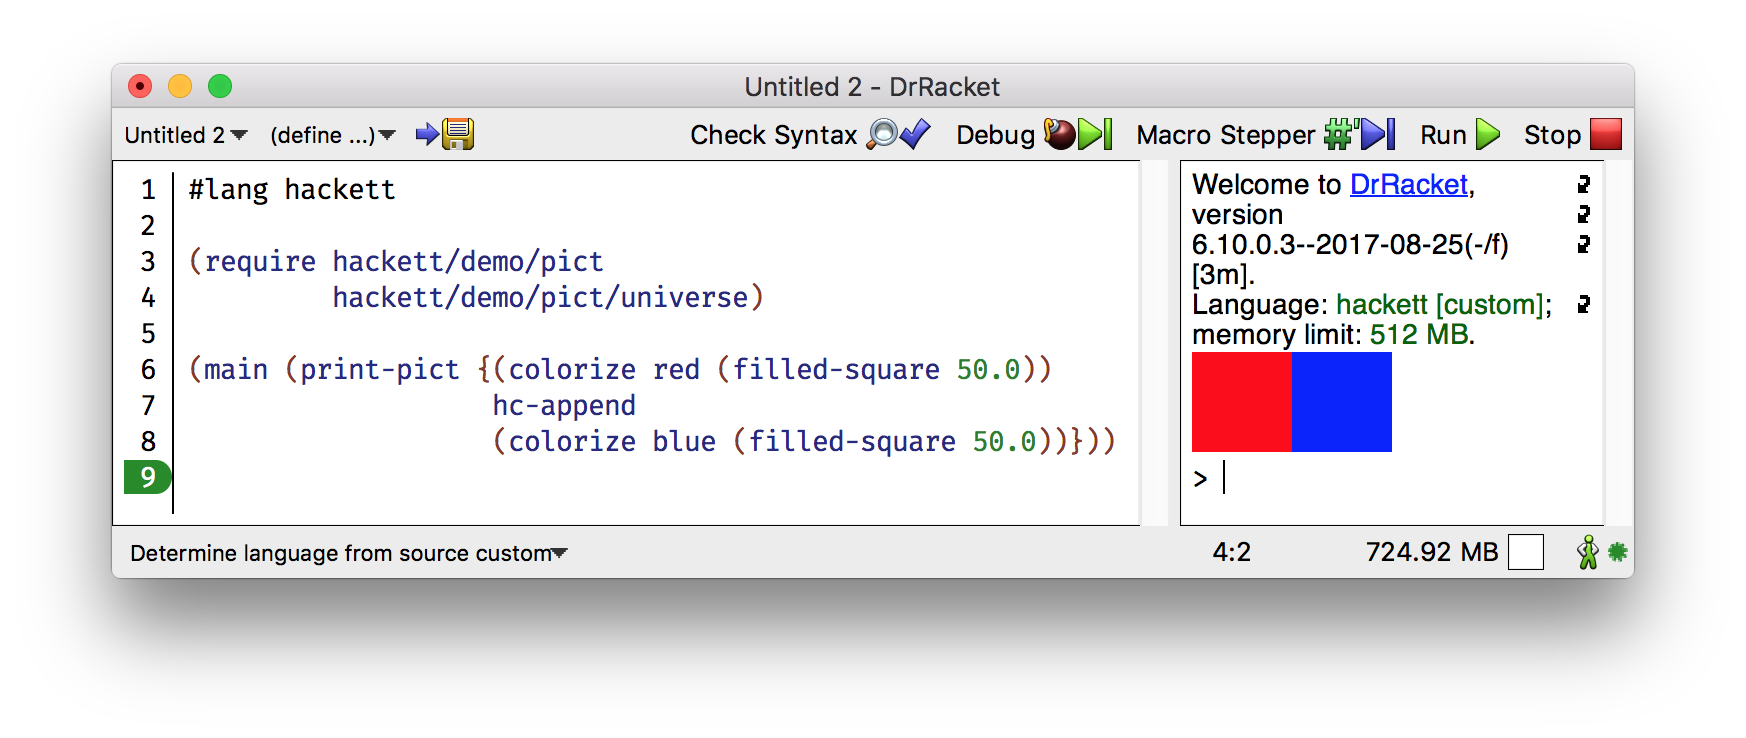 Untitled 2 - DrRacket
Untitled 2 (define ...) Check Syntax Debug Macro Stepper #' Run Stop
1 #lang hackett
2
3 (require hackett/demo/pict
4          hackett/demo/pict/universe)
5
6 (main (print-pict {(colorize red (filled-square 50.0))
7                    hc-append
8                    (colorize blue (filled-square 50.0))}))
9
Welcome to DrRacket,
version
6.10.0.3--2017-08-25(-/f)
[3m].
Language: hackett [custom];
memory limit: 512 MB.
>
Determine language from source custom 4:2 724.92 MB